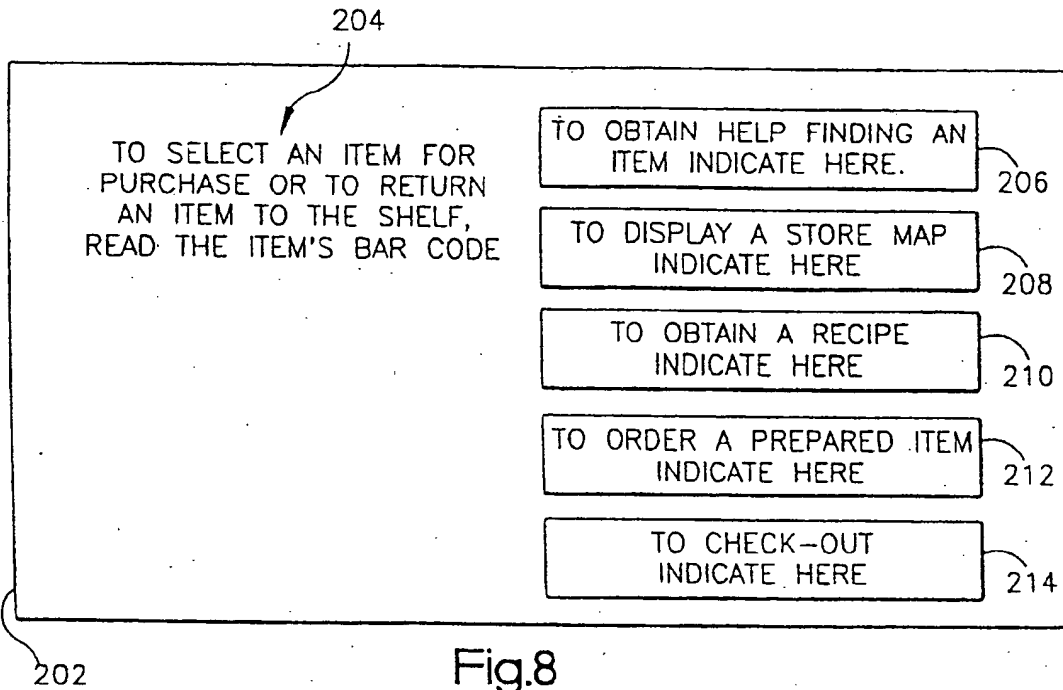 204
TO SELECT AN ITEM FOR
PURCHASE OR TO RETURN
AN ITEM TO THE SHELF,
READ THE ITEM'S BAR CODE
TO OBTAIN HELP FINDING AN
ITEM INDICATE HERE.
206
TO DISPLAY A STORE MAP
INDICATE HERE
208
TO OBTAIN A RECIPE
INDICATE HERE
210
TO ORDER A PREPARED ITEM
INDICATE HERE
212
TO CHECK-OUT
INDICATE HERE
214
202
Fig.8